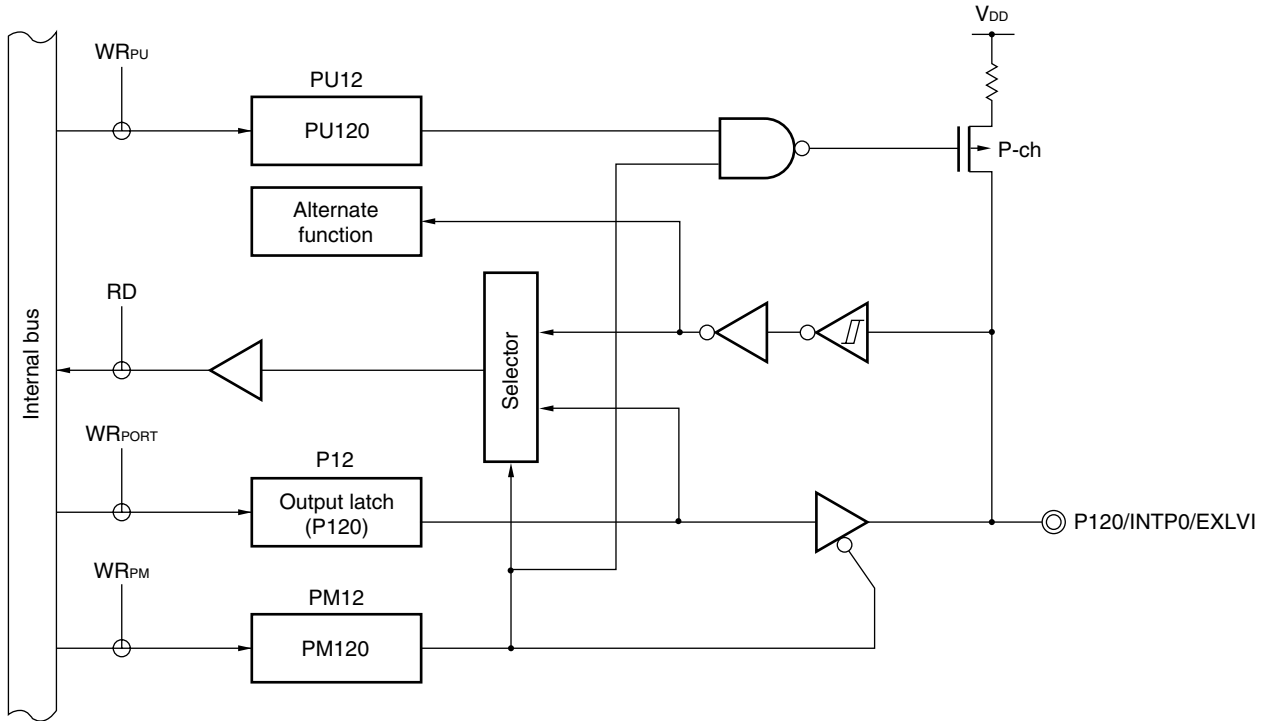 VDD
WRPU
PU12
PU120
P-ch
Alternate
function
RD
Internal bus
Selector
WRPORT
P12
Output latch
(P120)
P120/INTP0/EXLVI
WRPM
PM12
PM120